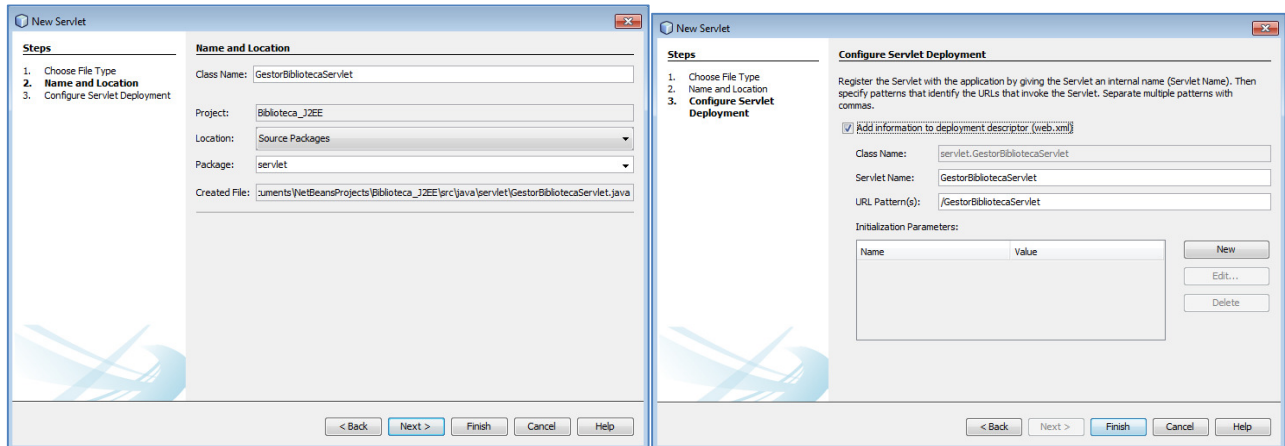 New Servlet
Steps
1. Choose File Type
2. Name and Location
3. Configure Servlet Deployment
Name and Location
Class Name: GestorBibliotecaServlet
Project: Biblioteca_J2EE
Location: Source Packages
Package: servlet
Created File: :uments\NetBeansProjects\Biblioteca_J2EE\src\java\servlet\GestorBibliotecaServlet.java
< Back Next > Finish Cancel Help
New Servlet
Steps
1. Choose File Type
2. Name and Location
3. Configure Servlet
Deployment
Configure Servlet Deployment
Register the Servlet with the application by giving the Servlet an internal name (Servlet Name). Then
specify patterns that identify the URLs that invoke the Servlet. Separate multiple patterns with
commas.
Add information to deployment descriptor (web.xml)
Class Name: servlet.GestorBibliotecaServlet
Servlet Name: GestorBibliotecaServlet
URL Pattern(s): /GestorBibliotecaServlet
Initialization Parameters:
Name Value
New
Edit...
Delete
< Back Next > Finish Cancel Help